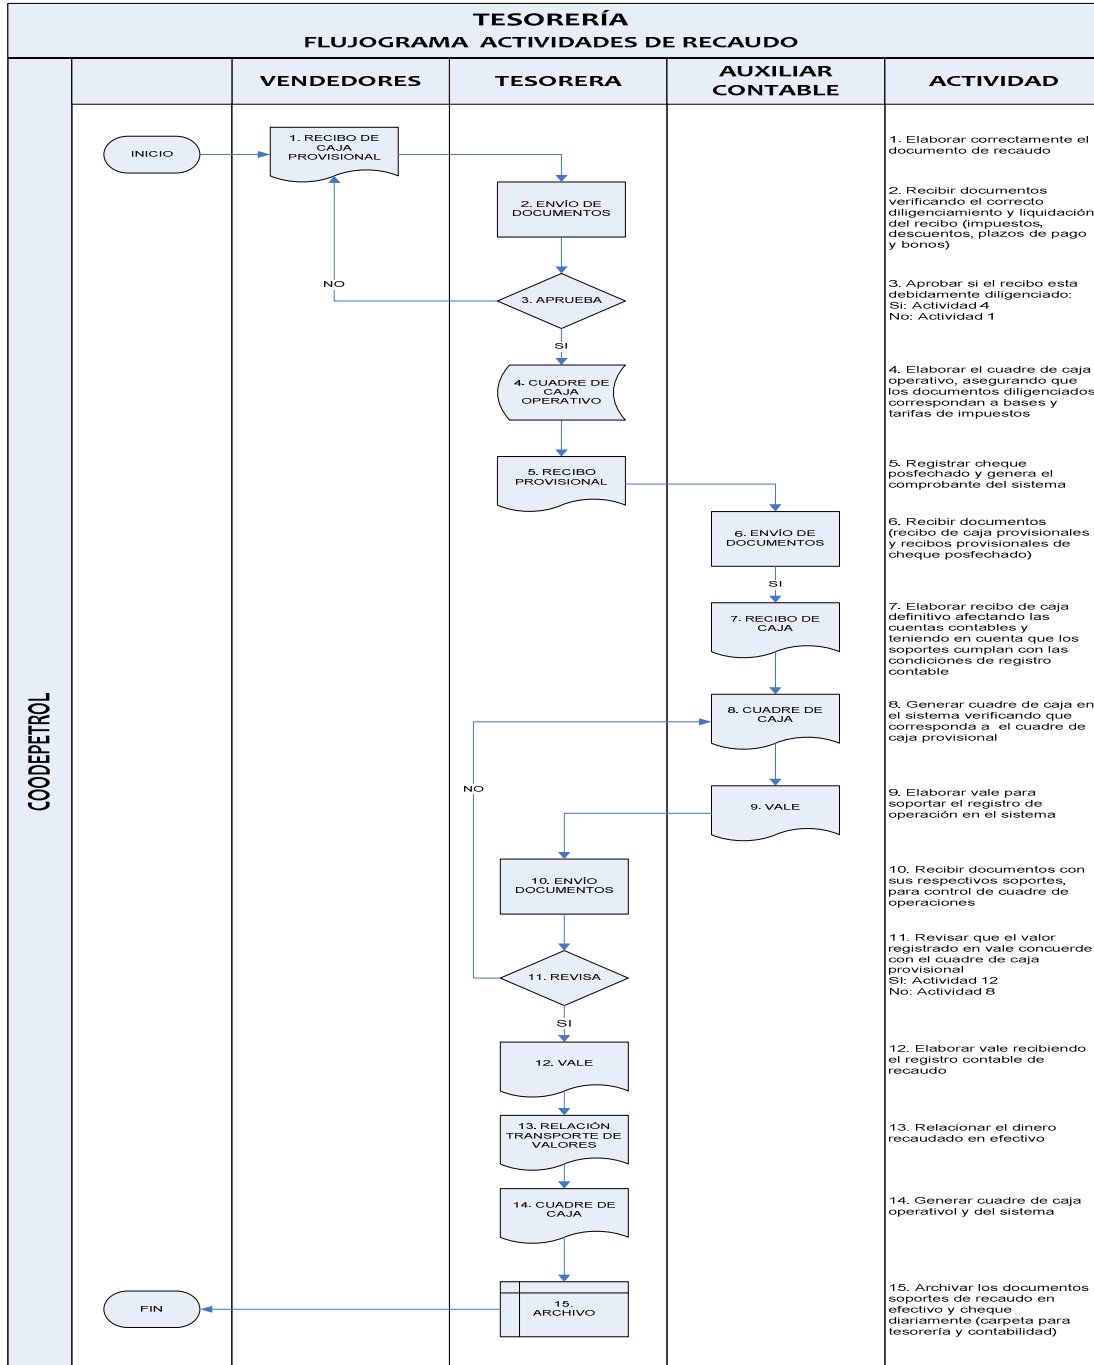 TESORERÍA
FLUJOGRAMA ACTIVIDADES DE RECAUDO
VENDEDORES
TESORERA
AUXILIAR
CONTABLE
ACTIVIDAD
COODEPETROL
INICIO
1. RECIBO DE
CAJA
PROVISIONAL
1. Elaborar correctamente el
documento de recaudo
2. ENVÍO DE
DOCUMENTOS
2. Recibir documentos
verificando el correcto
diligenciamiento y liquidación
del recibo (impuestos,
descuentos, plazos de pago
y bonos)
NO
3. APRUEBA
3. Aprobar si el recibo esta
debidamente diligenciado:
Si: Actividad 4
No: Actividad 1
SI
4. CUADRE DE
CAJA
OPERATIVO
4. Elaborar el cuadre de caja
operativo, asegurando que
los documentos diligenciados
correspondan a bases y
tarifas de impuestos
5. RECIBO
PROVISIONAL
5. Registrar cheque
posfechado y genera el
comprobante del sistema
6. ENVÍO DE
DOCUMENTOS
6. Recibir documentos
(recibo de caja provisionales
y recibos provisionales de
cheque posfechado)
SI
7. RECIBO DE
CAJA
7. Elaborar recibo de caja
definitivo afectando las
cuentas contables y
teniendo en cuenta que los
soportes cumplan con las
condiciones de registro
contable
8. CUADRE DE
CAJA
8. Generar cuadre de caja en
el sistema verificando que
corresponda a el cuadre de
caja provisional
NO
9. VALE
9. Elaborar vale para
soportar el registro de
operación en el sistema
10. ENVÍO
DOCUMENTOS
10. Recibir documentos con
sus respectivos soportes,
para control de cuadre de
operaciones
11. REVISA
11. Revisar que el valor
registrado en vale concuerde
con el cuadre de caja
provisional
SI: Actividad 12
No: Actividad 8
SI
12. VALE
12. Elaborar vale recibiendo
el registro contable de
recaudo
13. RELACIÓN
TRANSPORTE DE
VALORES
13. Relacionar el dinero
recaudado en efectivo
14. CUADRE DE
CAJA
14. Generar cuadre de caja
operativol y del sistema
FIN
15.
ARCHIVO
15. Archivar los documentos
soportes de recaudo en
efectivo y cheque
diariamente (carpeta para
tesorería y contabilidad)